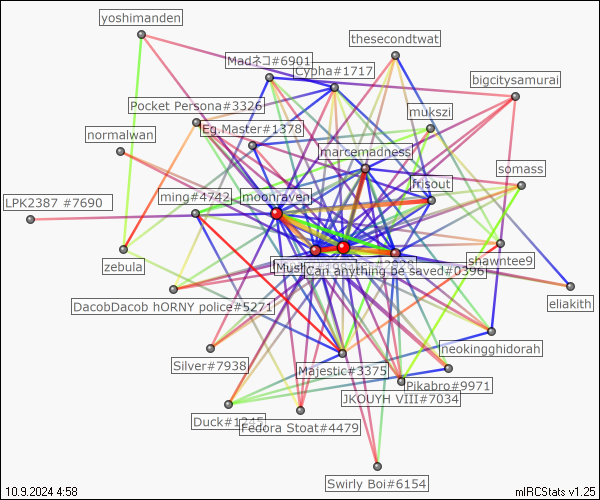 yoshimanden
thesecondtwat
Madネコ#6901
Cypha#1717
bigcitysamurai
Pocket Persona#3326
mukszi
normalwan
Eg.Master#1378
marcemadness
somass
frisout
ming#4742
moonraven
LPK2387 #7690
shawntee9
zebula
Can anything be saved#0396
eliakith
DacobDacob hORNY police#5271
neokingghidorah
Silver#7938
Majestic#3375
Pikabro#9971
JKOUYH VIII#7034
Duck#1245
Fedora Stoat#4479
Swirly Boi#6154
10.9.2024 4:58
mIRCStats v1.25